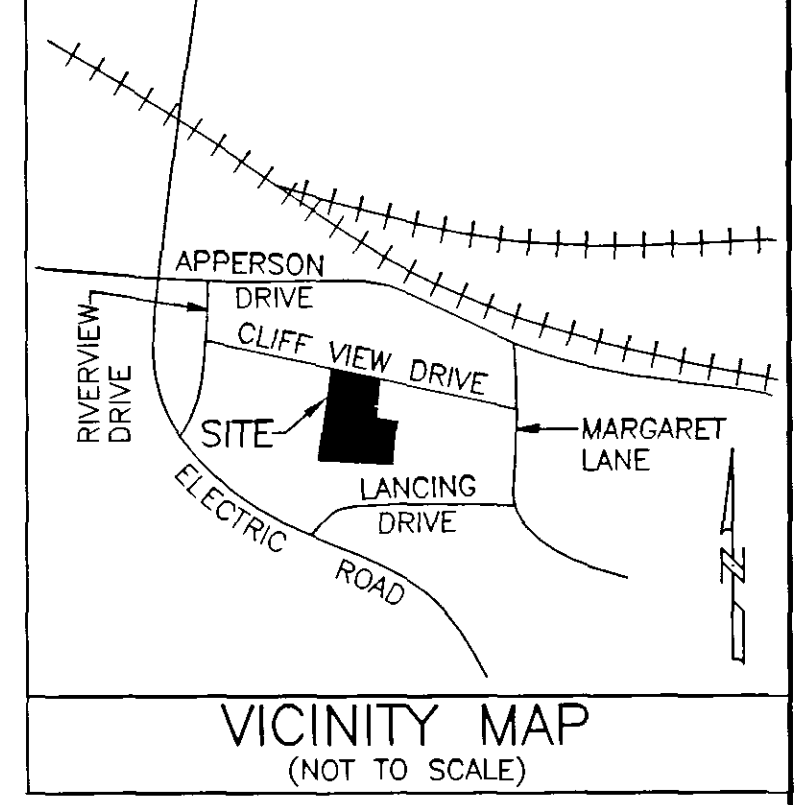 APPERSON
DRIVE
RIVERVIEW
DRIVE
CLIFF VIEW DRIVE
SITE
MARGARET
LANE
LANCING
DRIVE
ELECTRIC ROAD
N
VICINITY MAP
(NOT TO SCALE)